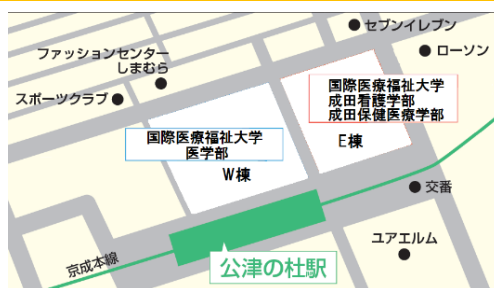 セブンイレブン
ローソン
ファッションセンター
しまむら
スポーツクラブ
国際医療福祉大学
成田看護学部
成田保健医療学部
E棟
国際医療福祉大学
医学部
W棟
交番
ユアエルム
京成本線
公津の杜駅